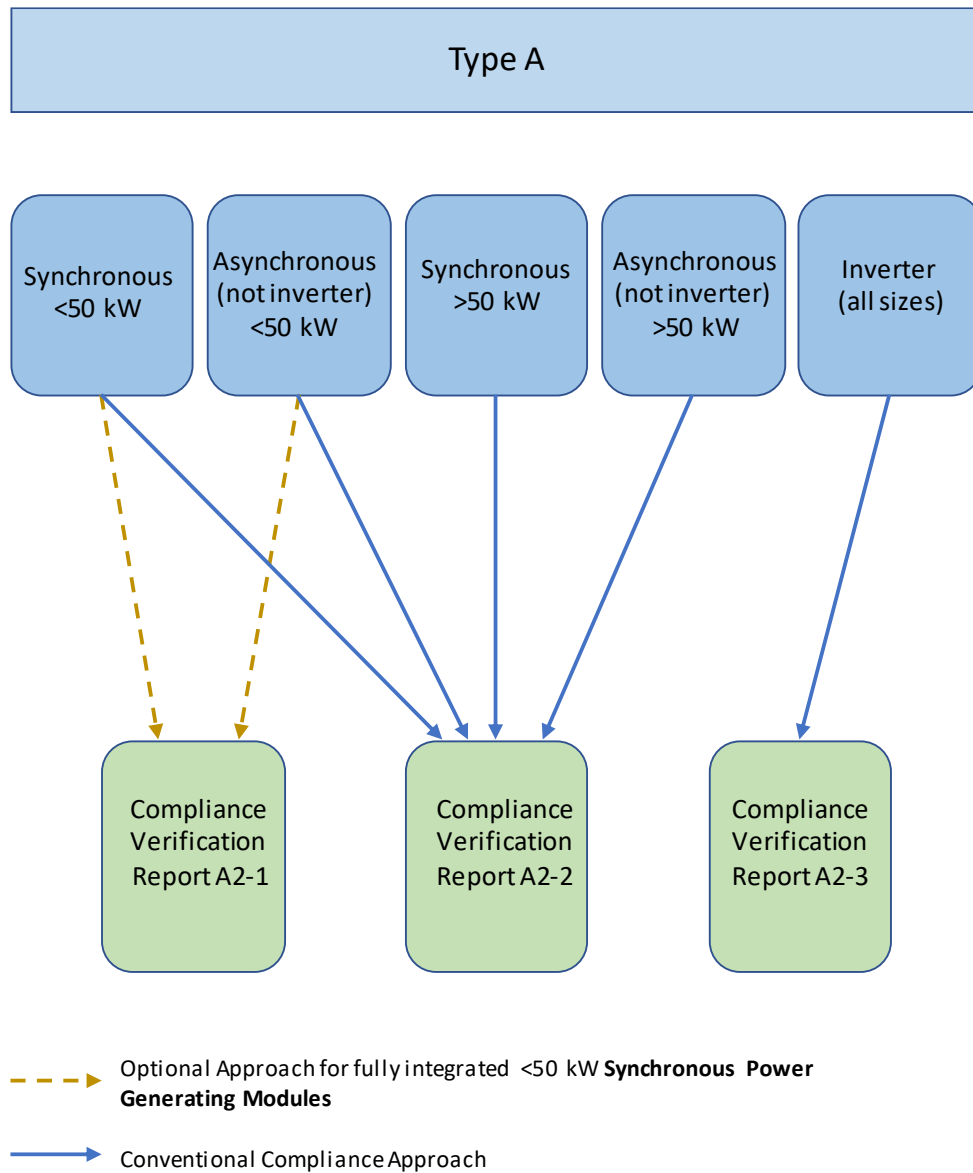 Type A
Synchronous
<50 kW
Asynchronous
(not inverter)
<50 kW
Synchronous
>50 kW
Asynchronous
(not inverter)
>50 kW
Inverter
(all sizes)
Compliance
Verification
Report A2-1
Compliance
Verification
Report A2-2
Compliance
Verification
Report A2-3
Optional Approach for fully integrated <50 kW Synchronous Power
Generating Modules
Conventional Compliance Approach